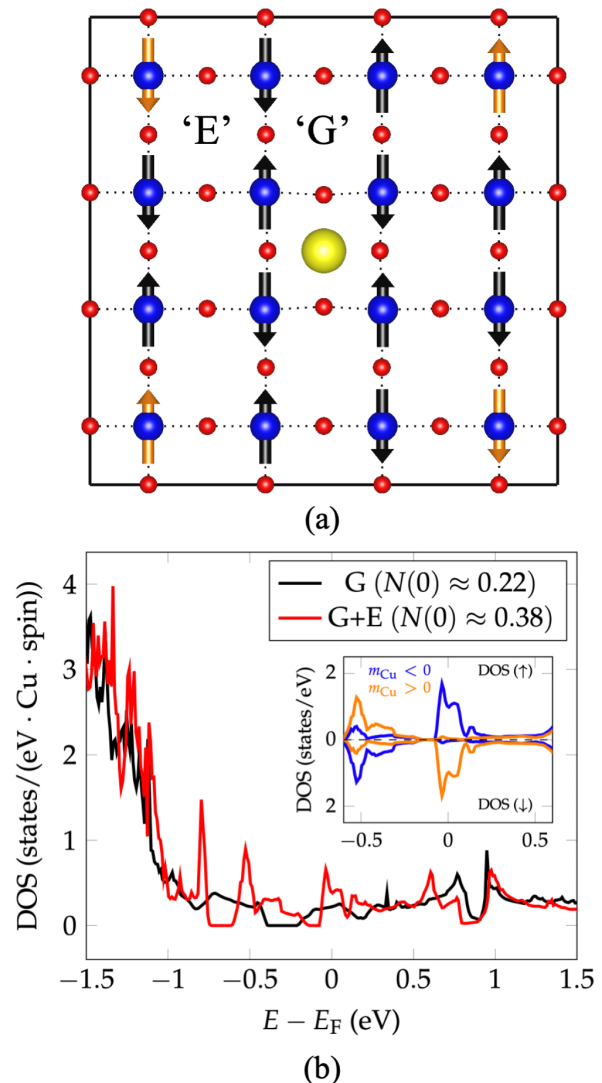 ‘E’ ‘G’
(a)
G (N(0) ≈ 0.22)
G+E (N(0) ≈ 0.38)
DOS (states/(eV · Cu · spin))
4
3
2
1
0
−1.5 −1 −0.5 0 0.5 1 1.5
E − E_F (eV)
DOS (states/eV)
2
0
2
m_Cu < 0
m_Cu > 0
DOS (↑)
DOS (↓)
−0.5 0 0.5
(b)